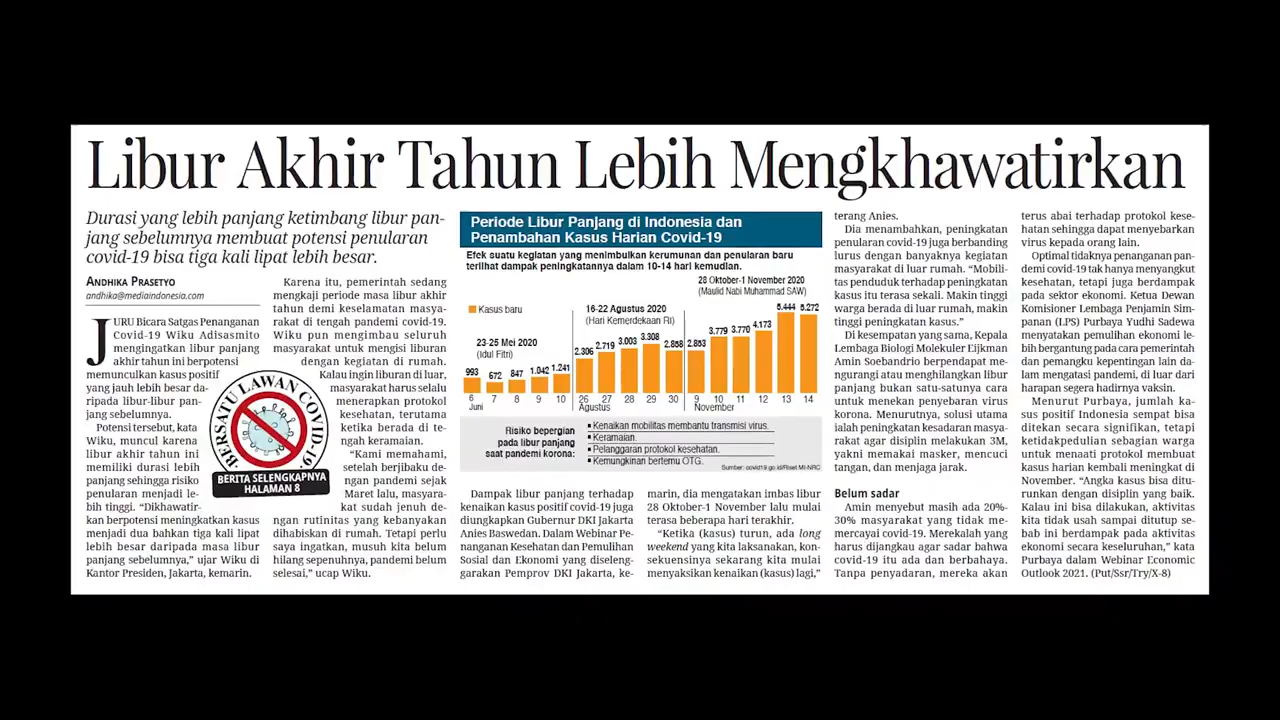 Libur Akhir Tahun Lebih Mengkhawatirkan
Durasi yang lebih panjang ketimbang libur pan-
jang sebelumnya membuat potensi penularan
covid-19 bisa tiga kali lipat lebih besar.
ANDHIKA PRASETYO
andhika@mediaindonesia.com
JURU Bicara Satgas Penanganan
Covid-19 Wiku Adisasmito
mengingatkan libur panjang
akhir tahun ini berpotensi
memunculkan kasus positif
yang jauh lebih besar da-
ripada libur-libur pan-
jang sebelumnya.
Potensi tersebut, kata
Wiku, muncul karena
libur akhir tahun ini
memiliki durasi lebih
panjang sehingga risiko
penularan menjadi le-
bih tinggi. “Dikhawatir-
kan berpotensi meningkatkan kasus
menjadi dua bahkan tiga kali lipat
lebih besar daripada masa libur
panjang sebelumnya,” ujar Wiku di
Kantor Presiden, Jakarta, kemarin.
BERSATU LAWAN COVID-19
BERITA SELENGKAPNYA
HALAMAN 8
Karena itu, pemerintah sedang
mengkaji periode masa libur akhir
tahun demi keselamatan masya-
rakat di tengah pandemi covid-19.
Wiku pun mengimbau seluruh
masyarakat untuk mengisi liburan
dengan kegiatan di rumah.
Kalau ingin liburan di luar,
masyarakat harus selalu
menerapkan protokol
kesehatan, terutama
ketika berada di te-
ngah keramaian.
“Kami memahami,
setelah berjibaku de-
ngan pandemi sejak
Maret lalu, masyara-
kat sudah jenuh de-
ngan rutinitas yang kebanyakan
dihabiskan di rumah. Tetapi perlu
saya ingatkan, musuh kita belum
hilang sepenuhnya, pandemi belum
selesai,” ucap Wiku.
Periode Libur Panjang di Indonesia dan
Penambahan Kasus Harian Covid-19
Efek suatu kegiatan yang menimbulkan kerumunan dan penularan baru
terlihat dampak peningkatannya dalam 10-14 hari kemudian.
Kasus baru
23-25 Mei 2020
(Idul Fitri)
16-22 Agustus 2020
(Hari Kemerdekaan RI)
28 Oktober-1 November 2020
(Maulid Nabi Muhammad SAW)
993 672 847 1.042 1.241 2.306 2.719 3.003 3.308 2.858 2.853 3.779 3.770 4.173 5.444 5.272
6 7 8 9 10 26 27 28 29 30 9 10 11 12 13 14
Juni Agustus November
Risiko bepergian
pada libur panjang
saat pandemi korona:
Kenaikan mobilitas membantu transmisi virus.
Keramaian.
Pelanggaran protokol kesehatan.
Kemungkinan bertemu OTG.
Sumber: covid19.go.id/Riset MI-NRC
Dampak libur panjang terhadap
kenaikan kasus positif covid-19 juga
diungkapkan Gubernur DKI Jakarta
Anies Baswedan. Dalam Webinar Pe-
nanganan Kesehatan dan Pemulihan
Sosial dan Ekonomi yang diseleng-
garakan Pemprov DKI Jakarta, ke-
marin, dia mengatakan imbas libur
28 Oktober-1 November lalu mulai
terasa beberapa hari terakhir.
“Ketika (kasus) turun, ada long
weekend yang kita laksanakan, kon-
sekuensinya sekarang kita mulai
menyaksikan kenaikan (kasus) lagi,”
terang Anies.
Dia menambahkan, peningkatan
penularan covid-19 juga berbanding
lurus dengan banyaknya kegiatan
masyarakat di luar rumah. “Mobili-
tas penduduk terhadap peningkatan
kasus itu terasa sekali. Makin tinggi
warga berada di luar rumah, makin
tinggi peningkatan kasus.”
Di kesempatan yang sama, Kepala
Lembaga Biologi Molekuler Eijkman
Amin Soebandrio berpendapat me-
ngurangi atau menghilangkan libur
panjang bukan satu-satunya cara
untuk menekan penyebaran virus
korona. Menurutnya, solusi utama
ialah peningkatan kesadaran masya-
rakat agar disiplin melakukan 3M,
yakni memakai masker, mencuci
tangan, dan menjaga jarak.
Belum sadar
Amin menyebut masih ada 20%-
30% masyarakat yang tidak me-
mercayai covid-19. Merekalah yang
harus dijangkau agar sadar bahwa
covid-19 itu ada dan berbahaya.
Tanpa penyadaran, mereka akan
terus abai terhadap protokol kese-
hatan sehingga dapat menyebarkan
virus kepada orang lain.
Optimal tidaknya penanganan pan-
demi covid-19 tak hanya menyangkut
kesehatan, tetapi juga berdampak
pada sektor ekonomi. Ketua Dewan
Komisioner Lembaga Penjamin Sim-
panan (LPS) Purbaya Yudhi Sadewa
menyatakan pemulihan ekonomi le-
bih bergantung pada cara pemerintah
dan pemangku kepentingan lain da-
lam mengatasi pandemi, di luar dari
harapan segera hadirnya vaksin.
Menurut Purbaya, jumlah ka-
sus positif Indonesia sempat bisa
ditekan secara signifikan, tetapi
ketidakpedulian sebagian warga
untuk menaati protokol membuat
kasus harian kembali meningkat di
November. “Angka kasus bisa ditu-
runkan dengan disiplin yang baik.
Kalau ini bisa dilakukan, aktivitas
kita tidak usah sampai ditutup se-
bab ini berdampak pada aktivitas
ekonomi secara keseluruhan,” kata
Purbaya dalam Webinar Economic
Outlook 2021. (Put/Ssr/Try/X-8)